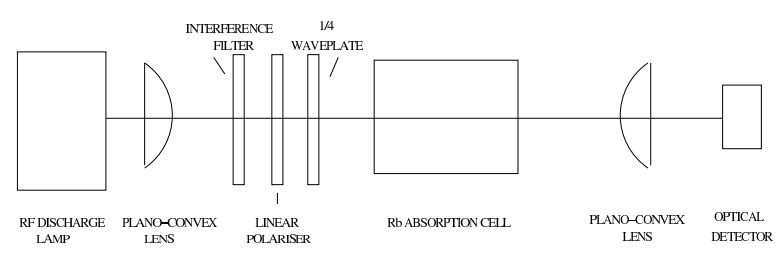 INTERFERENCE
FILTER
1/4
WAVEPLATE
RF DISCHARGE
LAMP
PLANO-CONVEX
LENS
LINEAR
POLARISER
Rb ABSORPTION CELL
PLANO-CONVEX
LENS
OPTICAL
DETECTOR